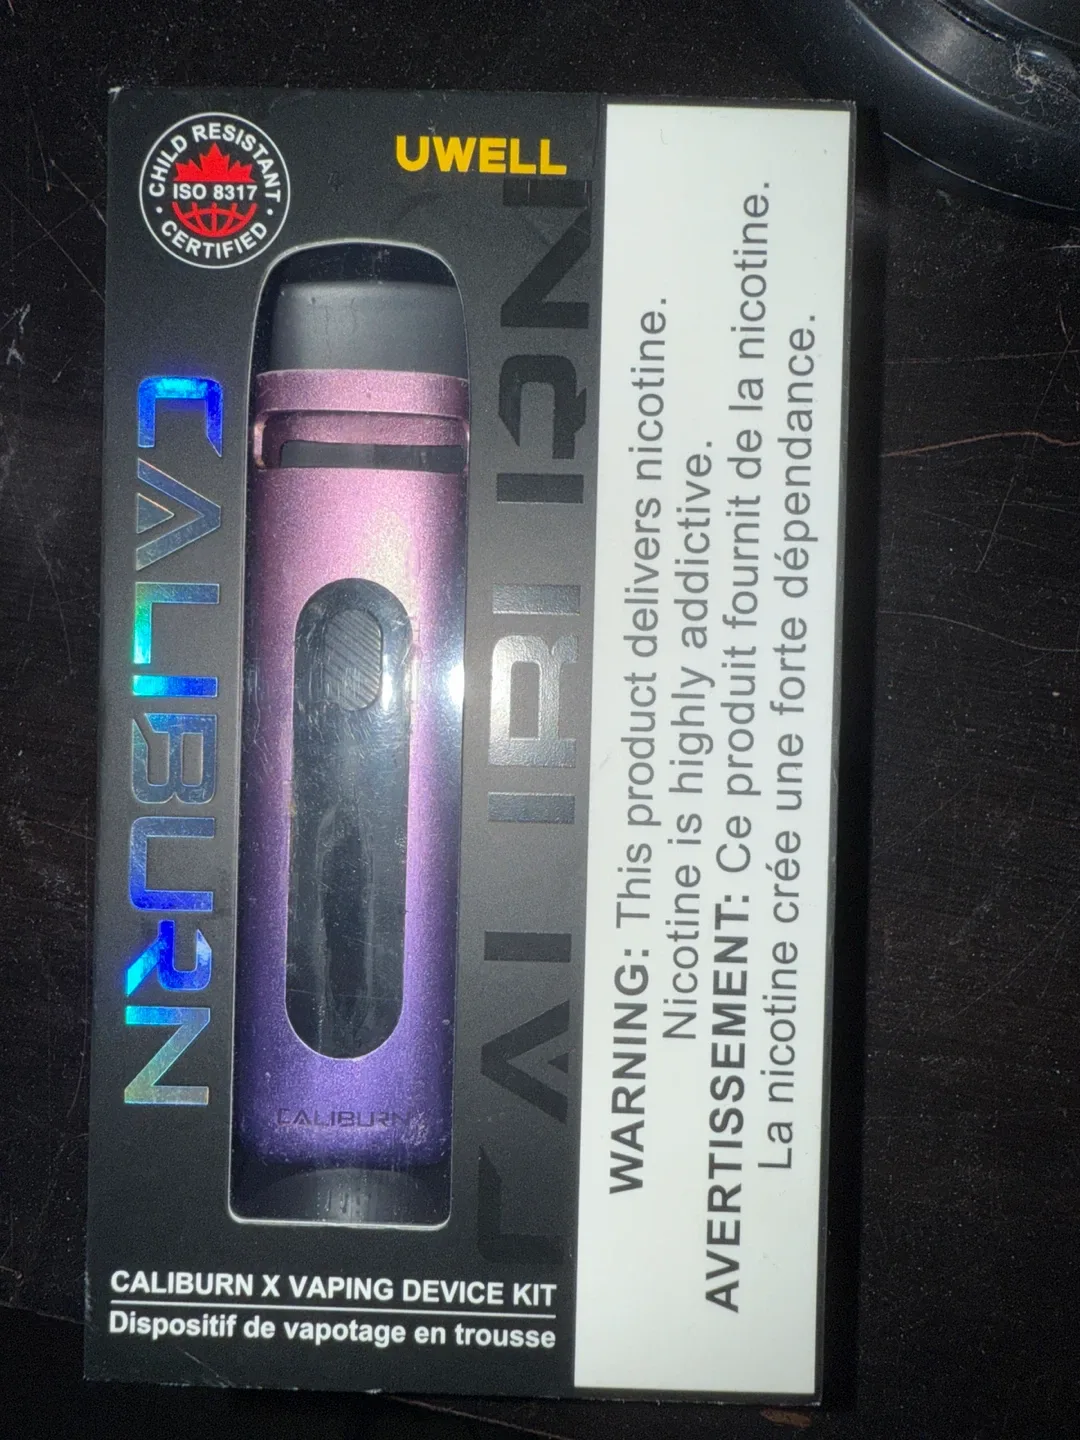 CHILD RESISTANT
ISO 8317
CERTIFIED
UWELL
CALIBURN
CALIBURN
CALIBURN
CALIBURN X VAPING DEVICE KIT
Dispositif de vapotage en trousse
WARNING: This product delivers nicotine.
Nicotine is highly addictive.
AVERTISSEMENT: Ce produit fournit de la nicotine.
La nicotine crée une forte dépendance.